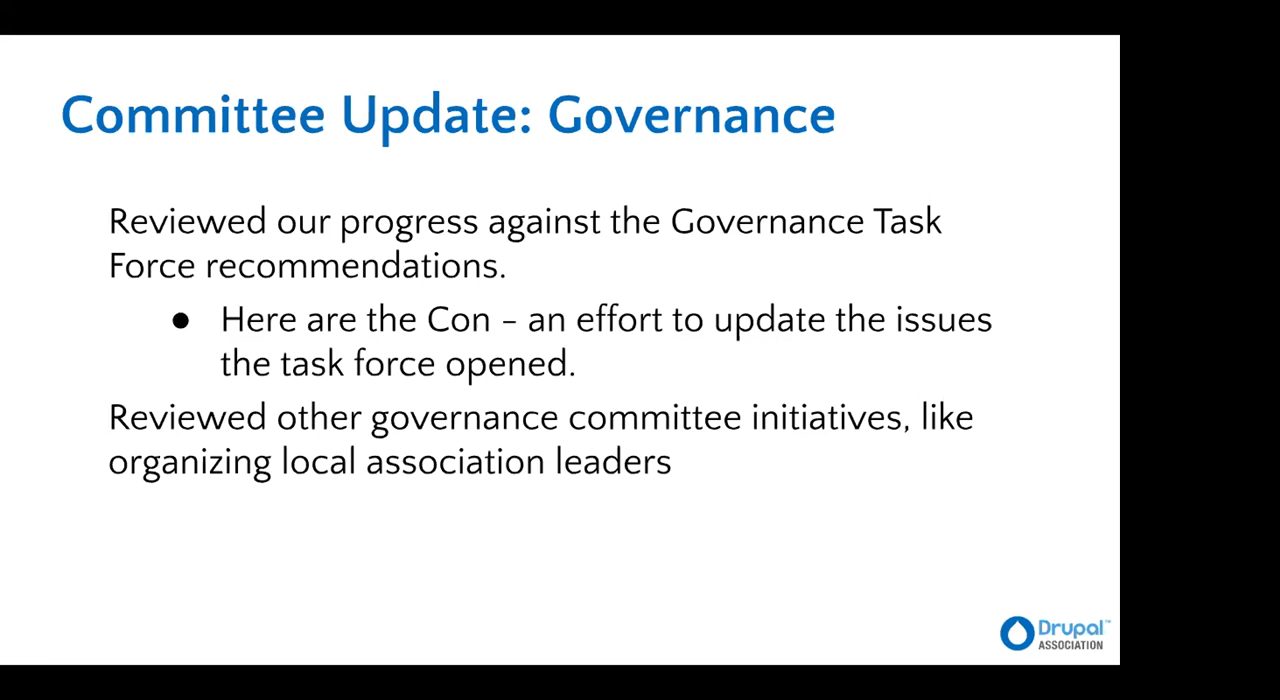 Committee Update: Governance
Reviewed our progress against the Governance Task
Force recommendations.
● Here are the Con – an effort to update the issues
the task force opened.
Reviewed other governance committee initiatives, like
organizing local association leaders
Drupal™
ASSOCIATION